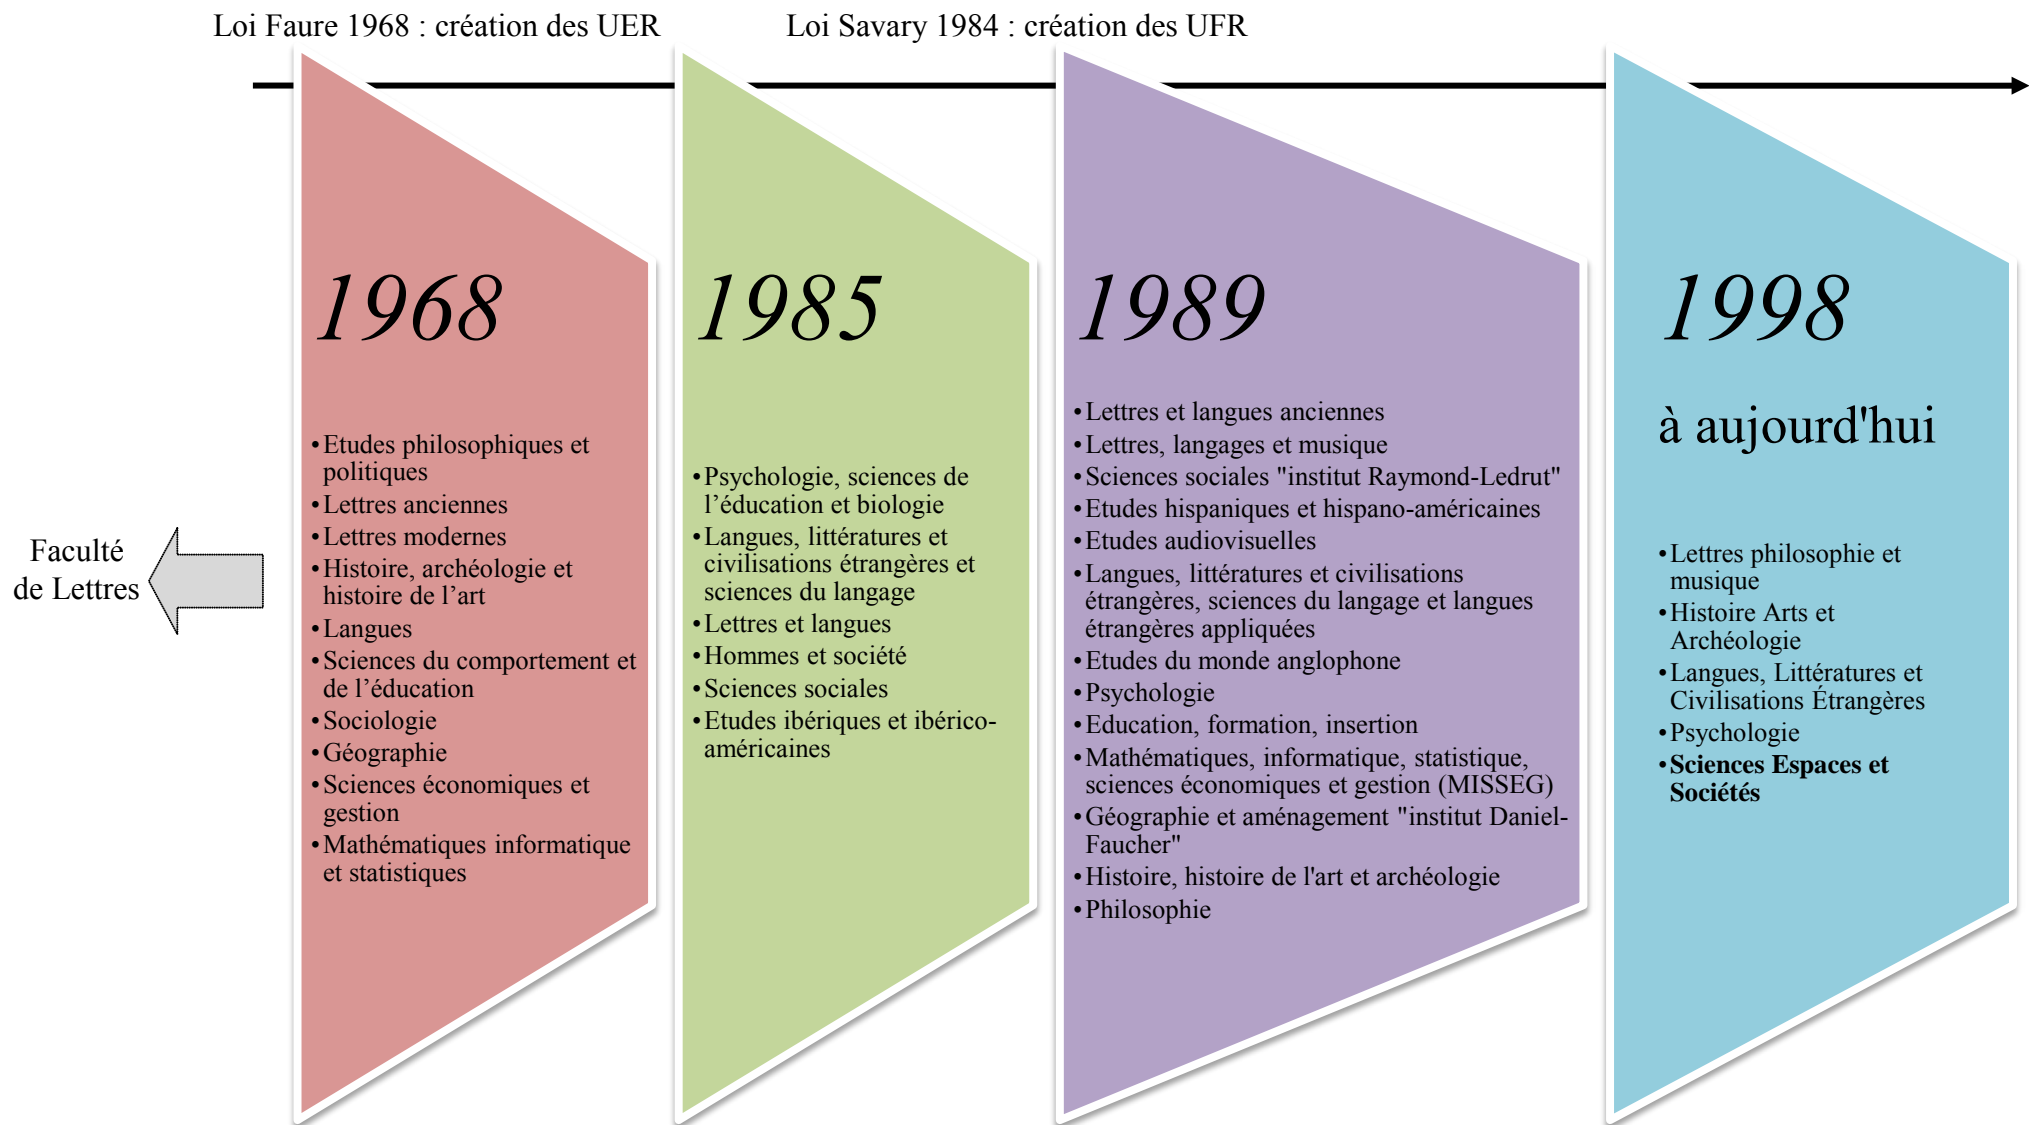 Loi Faure 1968 : création des UER
Loi Savary 1984 : création des UFR
Faculté
de Lettres
1968
•Etudes philosophiques et
politiques
•Lettres anciennes
•Lettres modernes
•Histoire, archéologie et
histoire de l'art
•Langues
•Sciences du comportement et
de l’éducation
•Sociologie
•Géographie
•Sciences économiques et
gestion
•Mathématiques informatique
et statistiques
1985
•Psychologie, sciences de
l’éducation et biologie
•Langues, littératures et
civilisations étrangères et
sciences du langage
•Lettres et langues
•Hommes et société
•Sciences sociales
•Etudes ibériques et ibérico-
américaines
1989
•Lettres et langues anciennes
•Lettres, langages et musique
•Sciences sociales "institut Raymond-Ledrut"
•Etudes hispaniques et hispano-américaines
•Etudes audiovisuelles
•Langues, littératures et civilisations
étrangères, sciences du langage et langues
étrangères appliquées
•Etudes du monde anglophone
•Psychologie
•Education, formation, insertion
•Mathématiques, informatique, statistique,
sciences économiques et gestion (MISSEG)
•Géographie et aménagement "institut Daniel-
Faucher"
•Histoire, histoire de l'art et archéologie
•Philosophie
1998
à aujourd'hui
•Lettres philosophie et
musique
•Histoire Arts et
Archéologie
•Langues, Littératures et
Civilisations Étrangères
•Psychologie
•Sciences Espaces et
Sociétés